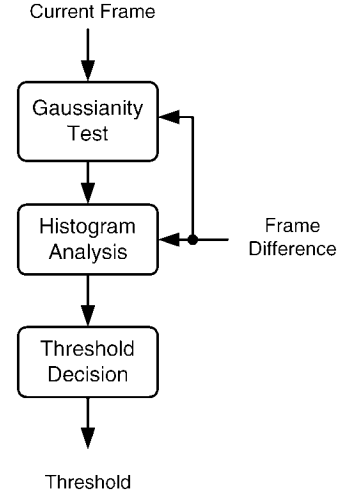 Current Frame
Gaussianity
Test
Histogram
Analysis
Frame
Difference
Threshold
Decision
Threshold